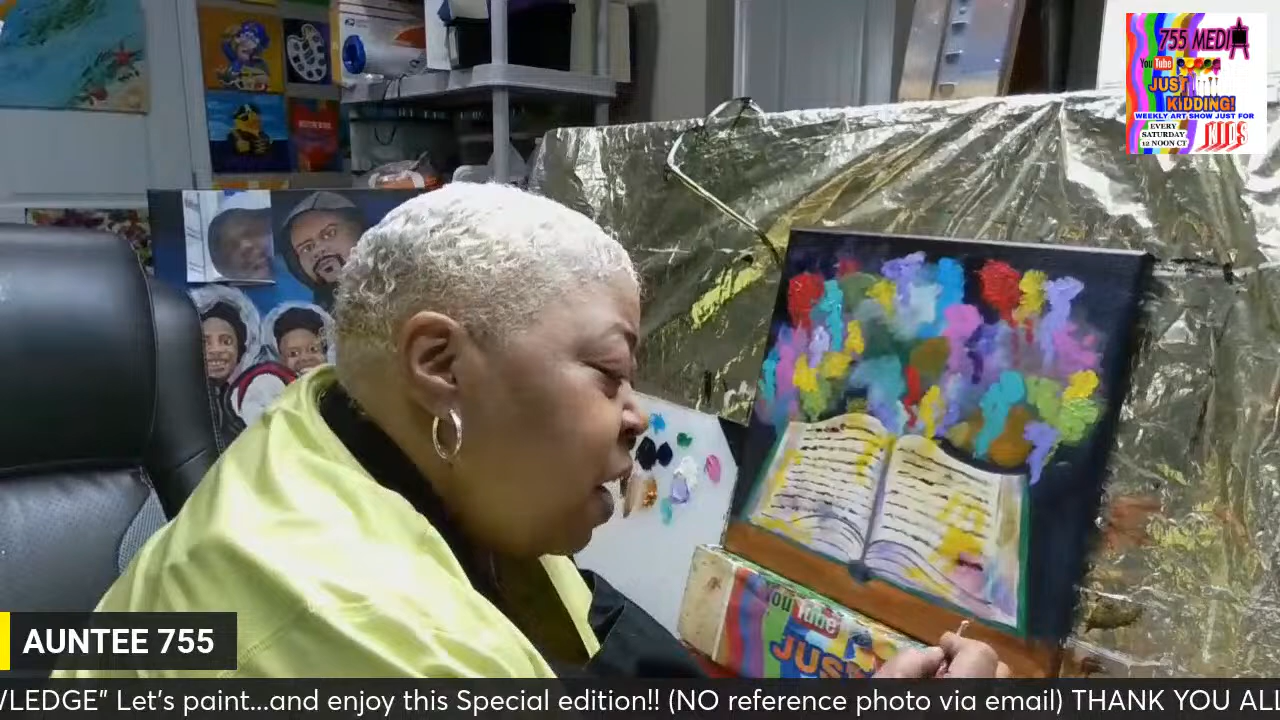 755 MEDIA
YouTube
JUST
KIDDING!
WEEKLY ART SHOW JUST FOR
EVERY
SATURDAY
12 NOON CT
KIDS
YouTube
JUST
AUNTEE 755
WLEDGE" Let's paint...and enjoy this Special edition!! (NO reference photo via email) THANK YOU ALL